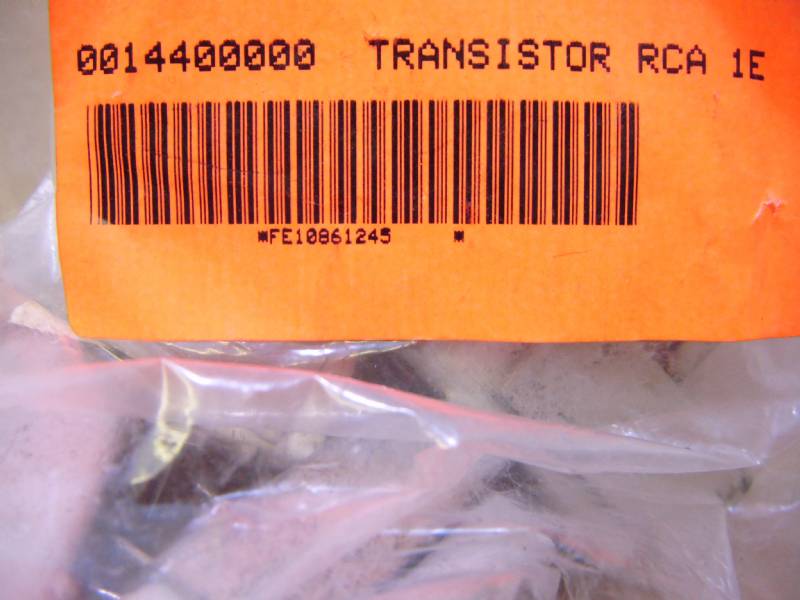 0014400000 TRANSISTOR RCA 1E
*FE10861245 *